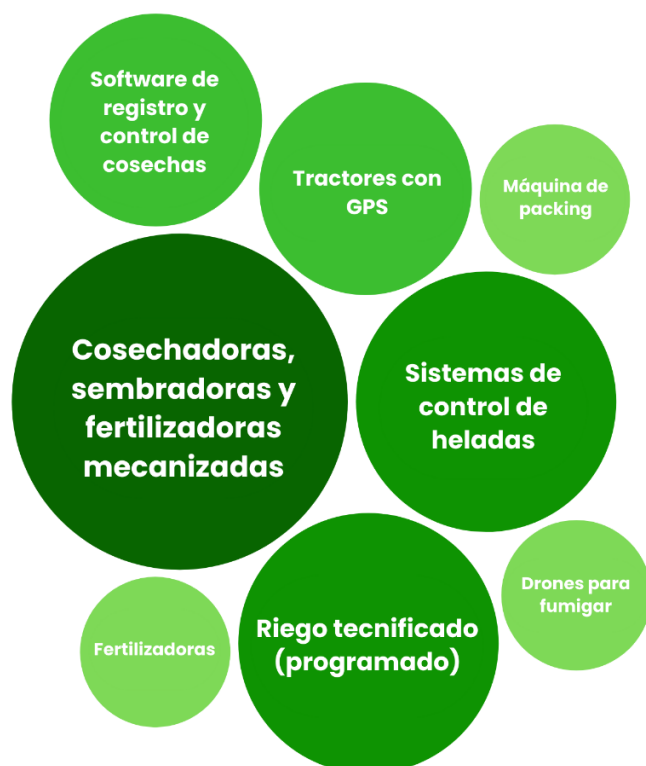 Software de
registro y
control de
cosechas
Tractores con
GPS
Máquina de
packing
Cosechadoras,
sembradoras y
fertilizadoras
mecanizadas
Sistemas de
control de
heladas
Drones para
fumigar
Fertilizadoras
Riego tecnificado
(programado)